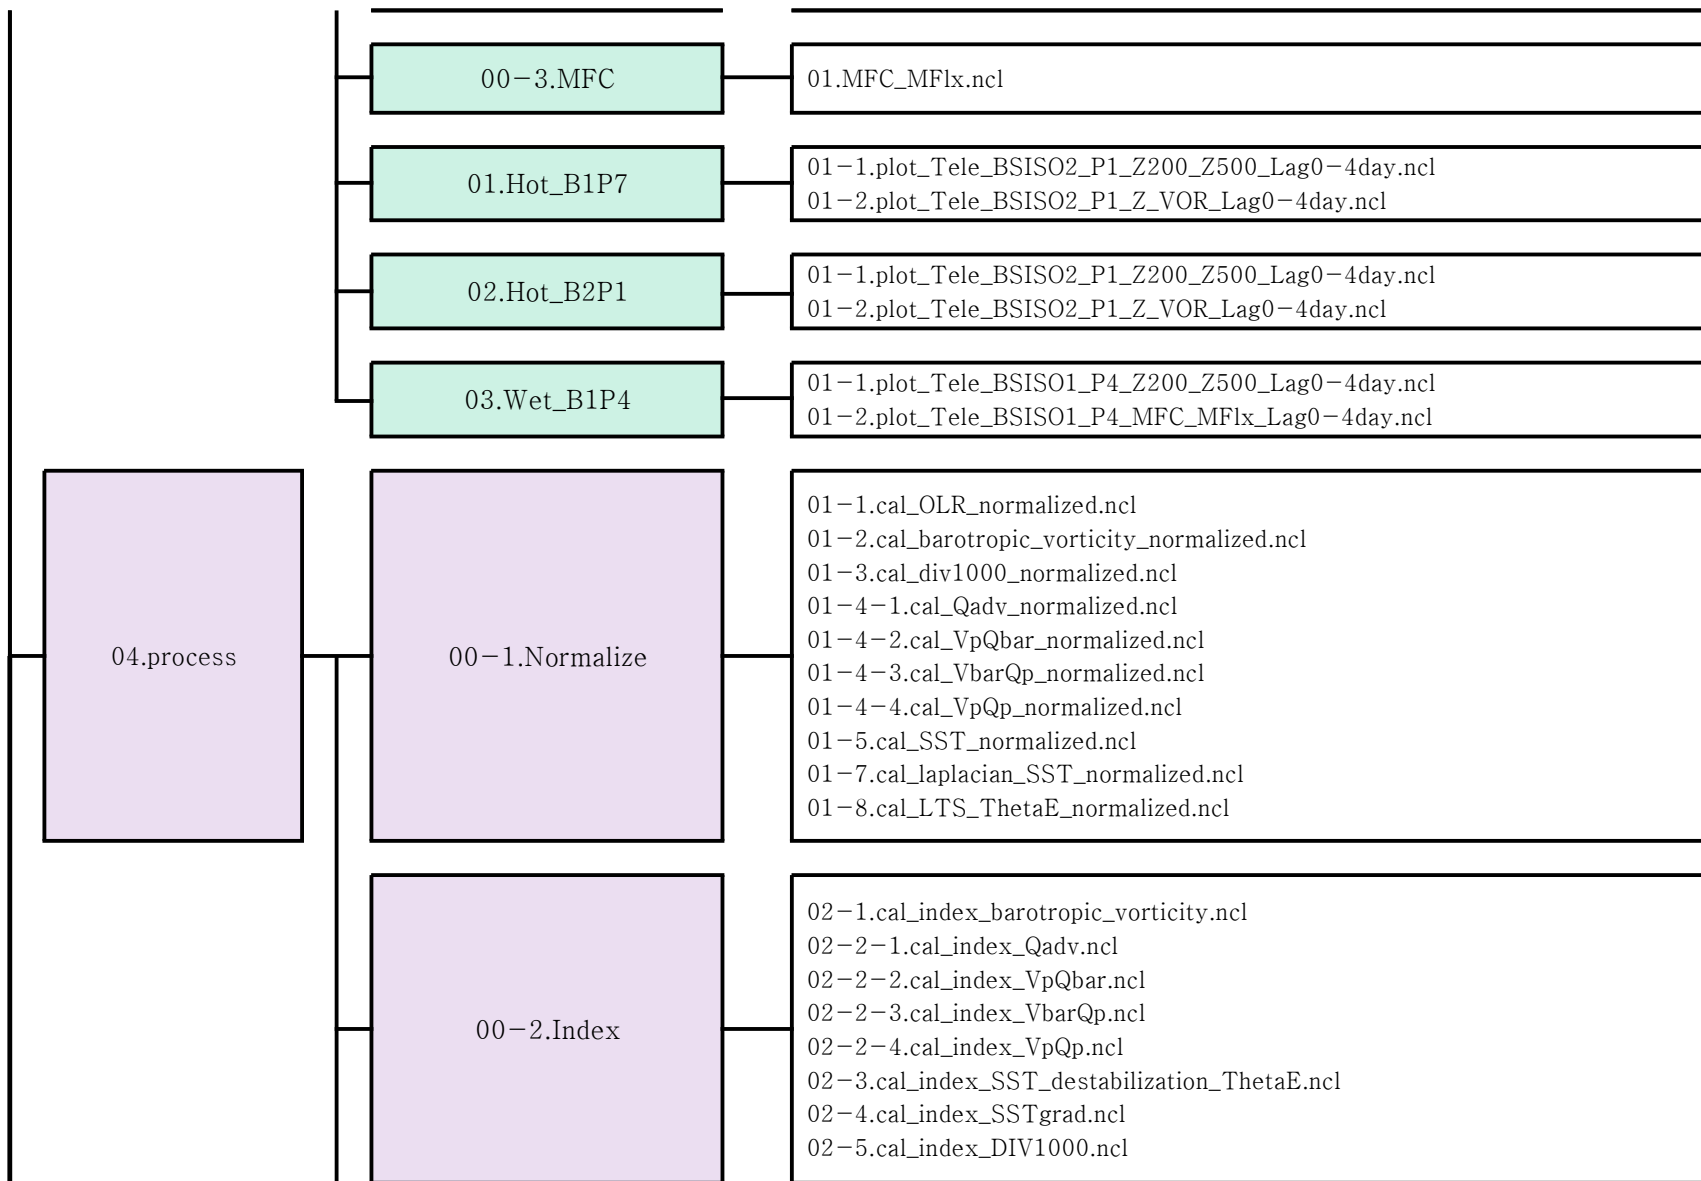 00-3.MFC
01.MFC_MFlx.ncl
01.Hot_B1P7
01-1.plot_Tele_BSISO2_P1_Z200_Z500_Lag0-4day.ncl
01-2.plot_Tele_BSISO2_P1_Z_VOR_Lag0-4day.ncl
02.Hot_B2P1
01-1.plot_Tele_BSISO2_P1_Z200_Z500_Lag0-4day.ncl
01-2.plot_Tele_BSISO2_P1_Z_VOR_Lag0-4day.ncl
03.Wet_B1P4
01-1.plot_Tele_BSISO1_P4_Z200_Z500_Lag0-4day.ncl
01-2.plot_Tele_BSISO1_P4_MFC_MFlx_Lag0-4day.ncl
04.process
00-1.Normalize
01-1.cal_OLR_normalized.ncl
01-2.cal_barotropic_vorticity_normalized.ncl
01-3.cal_div1000_normalized.ncl
01-4-1.cal_Qadv_normalized.ncl
01-4-2.cal_VpQbar_normalized.ncl
01-4-3.cal_VbarQp_normalized.ncl
01-4-4.cal_VpQp_normalized.ncl
01-5.cal_SST_normalized.ncl
01-7.cal_laplacian_SST_normalized.ncl
01-8.cal_LTS_ThetaE_normalized.ncl
00-2.Index
02-1.cal_index_barotropic_vorticity.ncl
02-2-1.cal_index_Qadv.ncl
02-2-2.cal_index_VpQbar.ncl
02-2-3.cal_index_VbarQp.ncl
02-2-4.cal_index_VpQp.ncl
02-3.cal_index_SST_destabilization_ThetaE.ncl
02-4.cal_index_SSTgrad.ncl
02-5.cal_index_DIV1000.ncl